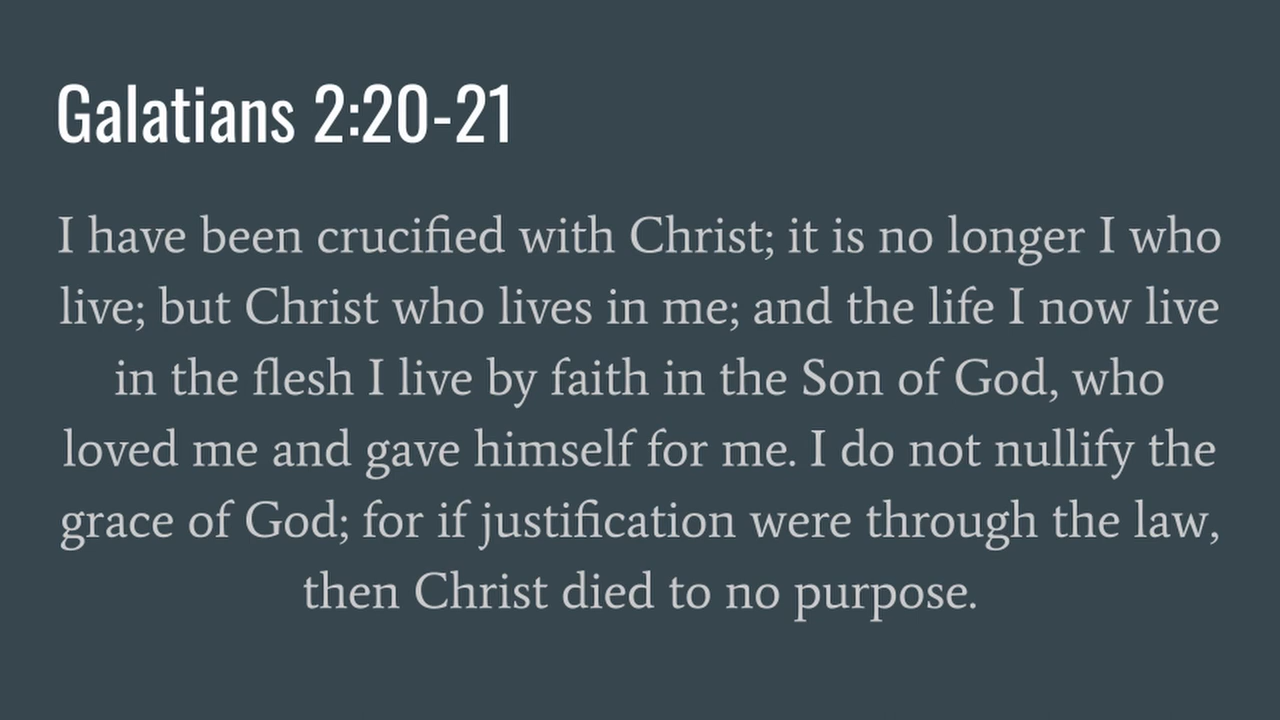 Galatians 2:20-21
I have been crucified with Christ; it is no longer I who
live; but Christ who lives in me; and the life I now live
in the flesh I live by faith in the Son of God, who
loved me and gave himself for me. I do not nullify the
grace of God; for if justification were through the law,
then Christ died to no purpose.